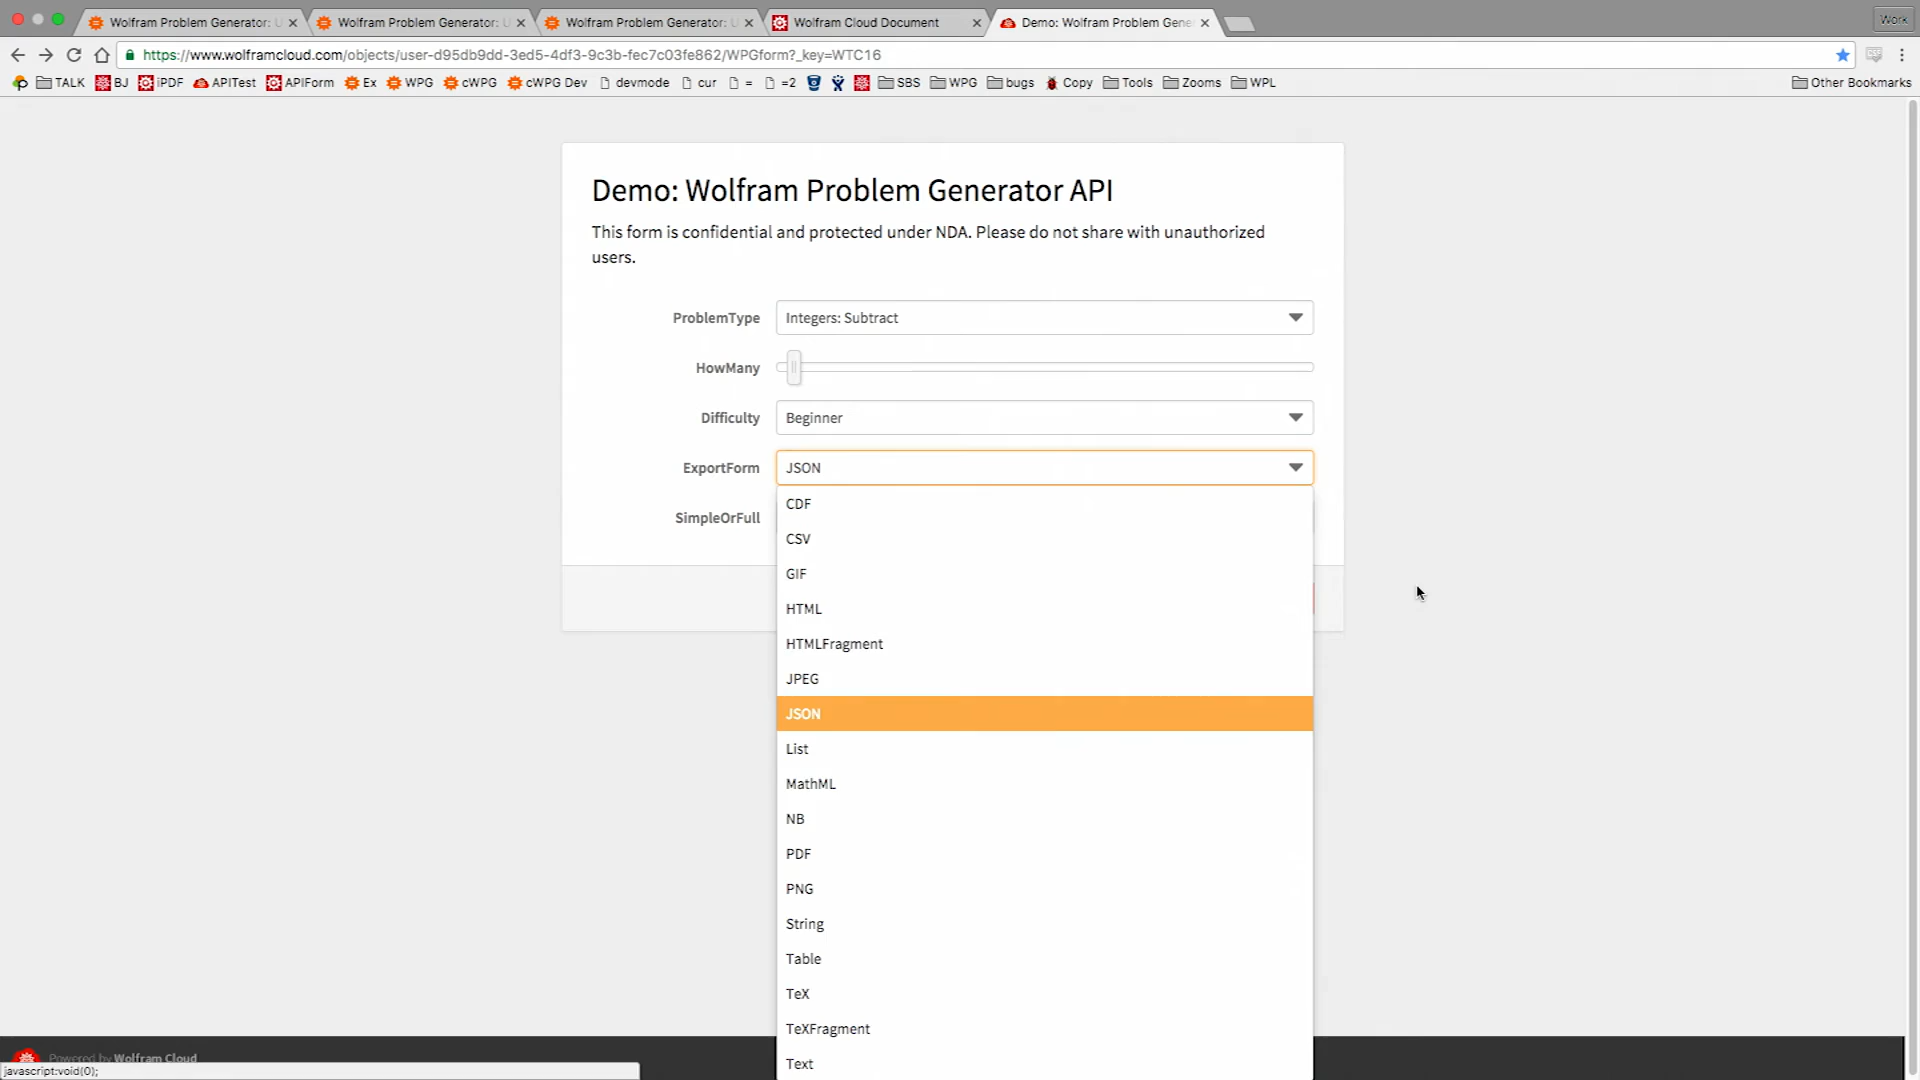 Wolfram Problem Generator: U
Wolfram Problem Generator: U
Wolfram Problem Generator: U
Wolfram Cloud Document
Demo: Wolfram Problem Gene
Work
https://www.wolframcloud.com/objects/user-d95db9dd-3ed5-4df3-9c3b-fec7c03fe862/WPGform?_key=WTC16
TALK BJ iPDF APITest APIForm Ex WPG cWPG cWPG Dev devmode cur = =2 SBS WPG bugs Copy Tools Zooms WPL Other Bookmarks
Demo: Wolfram Problem Generator API
This form is confidential and protected under NDA. Please do not share with unauthorized
users.
ProblemType Integers: Subtract
HowMany
Difficulty Beginner
ExportForm JSON
CDF
SimpleOrFull
CSV
GIF
HTML
HTMLFragment
JPEG
JSON
List
MathML
NB
PDF
PNG
String
Table
TeX
TeXFragment
Text
Powered by Wolfram Cloud
javascript:void(0);